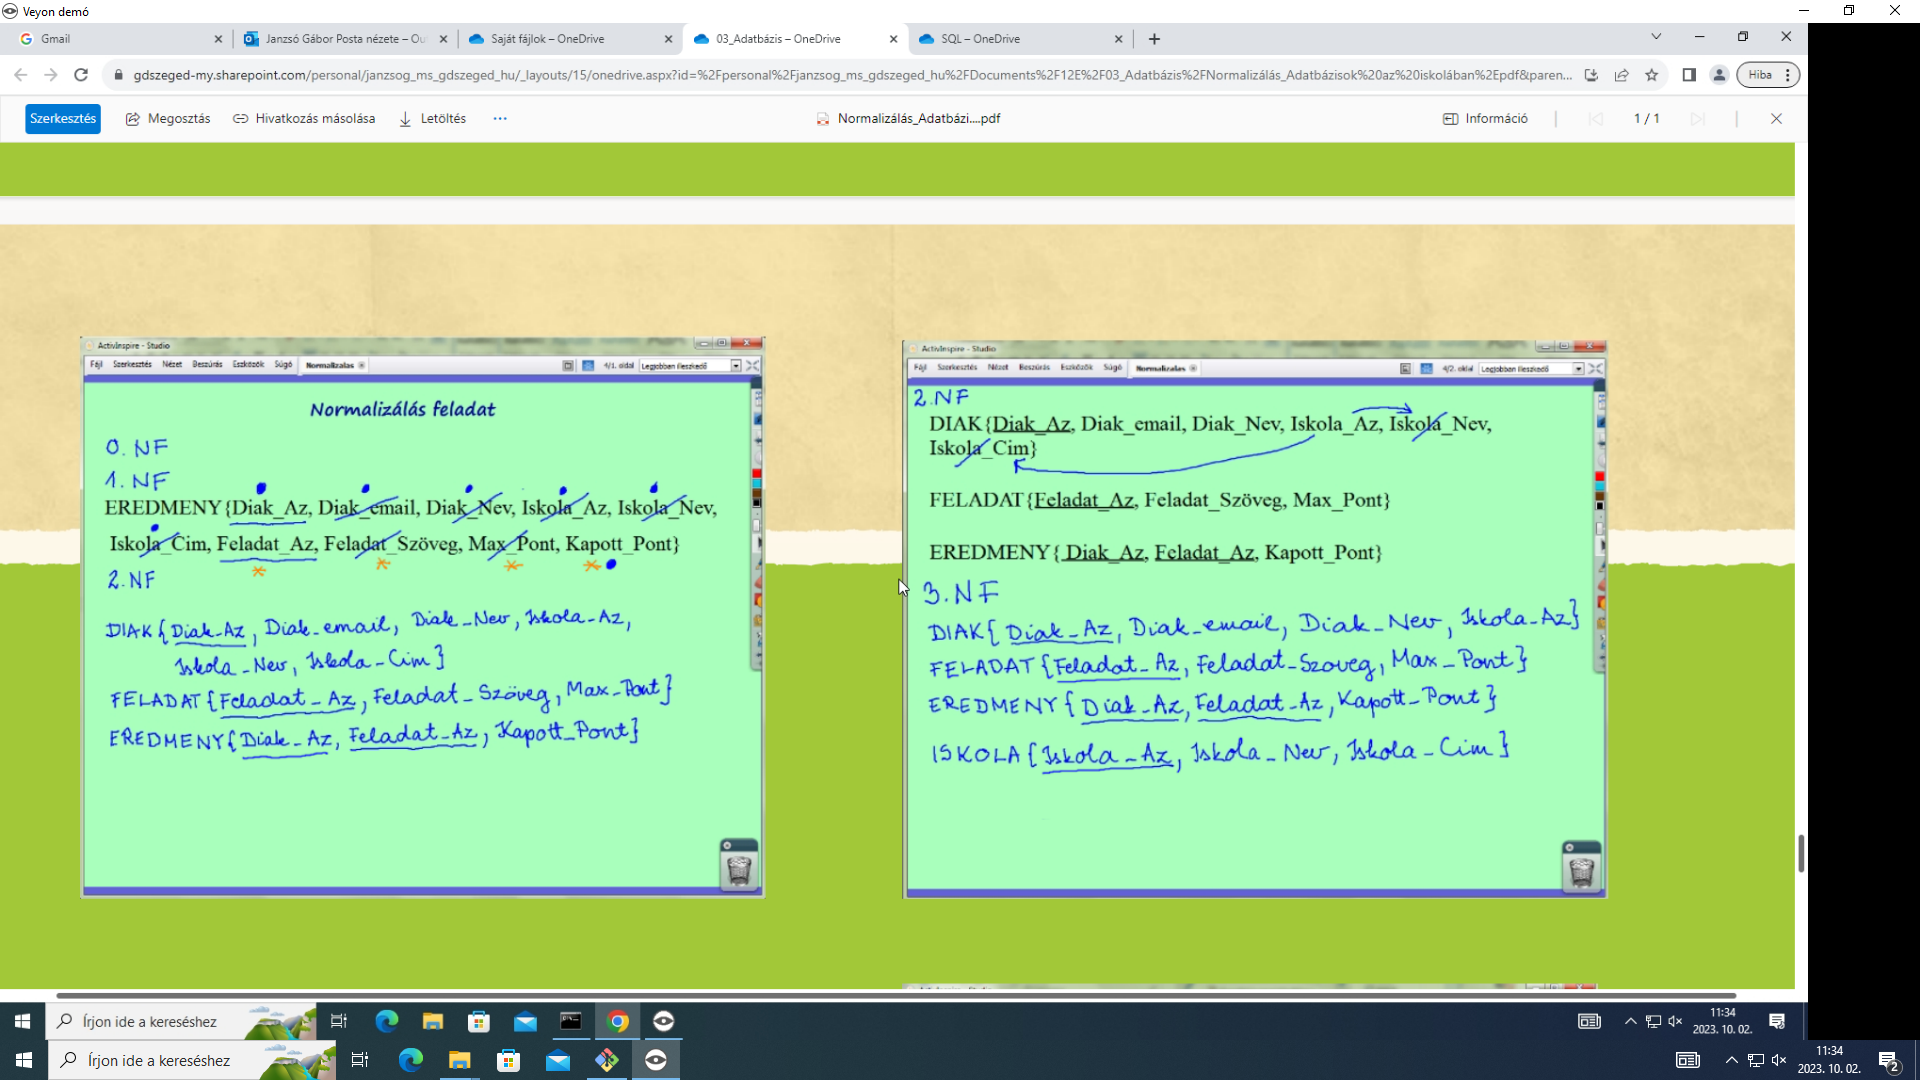 Veyon demó
Gmail
Janzsó Gábor Posta nézete – Ou
Saját fájlok – OneDrive
03_Adatbázis – OneDrive
SQL – OneDrive
gdszeged-my.sharepoint.com/personal/janzsog_ms_gdszeged_hu/_layouts/15/onedrive.aspx?id=%2Fpersonal%2Fjanzsog_ms_gdszeged_hu%2FDocuments%2F12E%2F03_Adatbázis%2FNormalizálás_Adatbázisok%20az%20iskolában%2Epdf&paren...
Hiba
Szerkesztés
Megosztás
Hivatkozás másolása
Letöltés
Normalizálás_Adatbázi....pdf
Információ
1 / 1
ActivInspire - Studio
Fájl Szerkesztés Nézet Beszúrás Eszközök Súgó Normalizalas 4/1. oldal Legjobban illeszkedő
Normalizálás feladat
0. NF
1. NF
EREDMENY{Diak_Az, Diak_email, Diak_Nev, Iskola_Az, Iskola_Nev,
Iskola_Cim, Feladat_Az, Feladat_Szöveg, Max_Pont, Kapott_Pont}
2. NF
DIAK{Diak_Az, Diak_email, Diak_Nev, Iskola_Az,
Iskola_Nev, Iskola_Cim}
FELADAT{Feladat_Az, Feladat_Szöveg, Max_Pont}
EREDMENY{Diak_Az, Feladat_Az, Kapott_Pont}
ActivInspire - Studio
Fájl Szerkesztés Nézet Beszúrás Eszközök Súgó Normalizalas 4/2. oldal Legjobban illeszkedő
2. NF
DIAK{Diak_Az, Diak_email, Diak_Nev, Iskola_Az, Iskola_Nev,
Iskola_Cim}
FELADAT{Feladat_Az, Feladat_Szöveg, Max_Pont}
EREDMENY{ Diak_Az, Feladat_Az, Kapott_Pont}
3. NF
DIAK{ Diak_Az, Diak_email, Diak_Nev, Iskola_Az}
FELADAT{Feladat_Az, Feladat_Szoveg, Max_Pont}
EREDMENY{Diak_Az, Feladat_Az, Kapott_Pont}
ISKOLA{Iskola_Az, Iskola_Nev, Iskola_Cim}
Írjon ide a kereséshez
11:34
2023. 10. 02.
Írjon ide a kereséshez
11:34
2023. 10. 02.
2